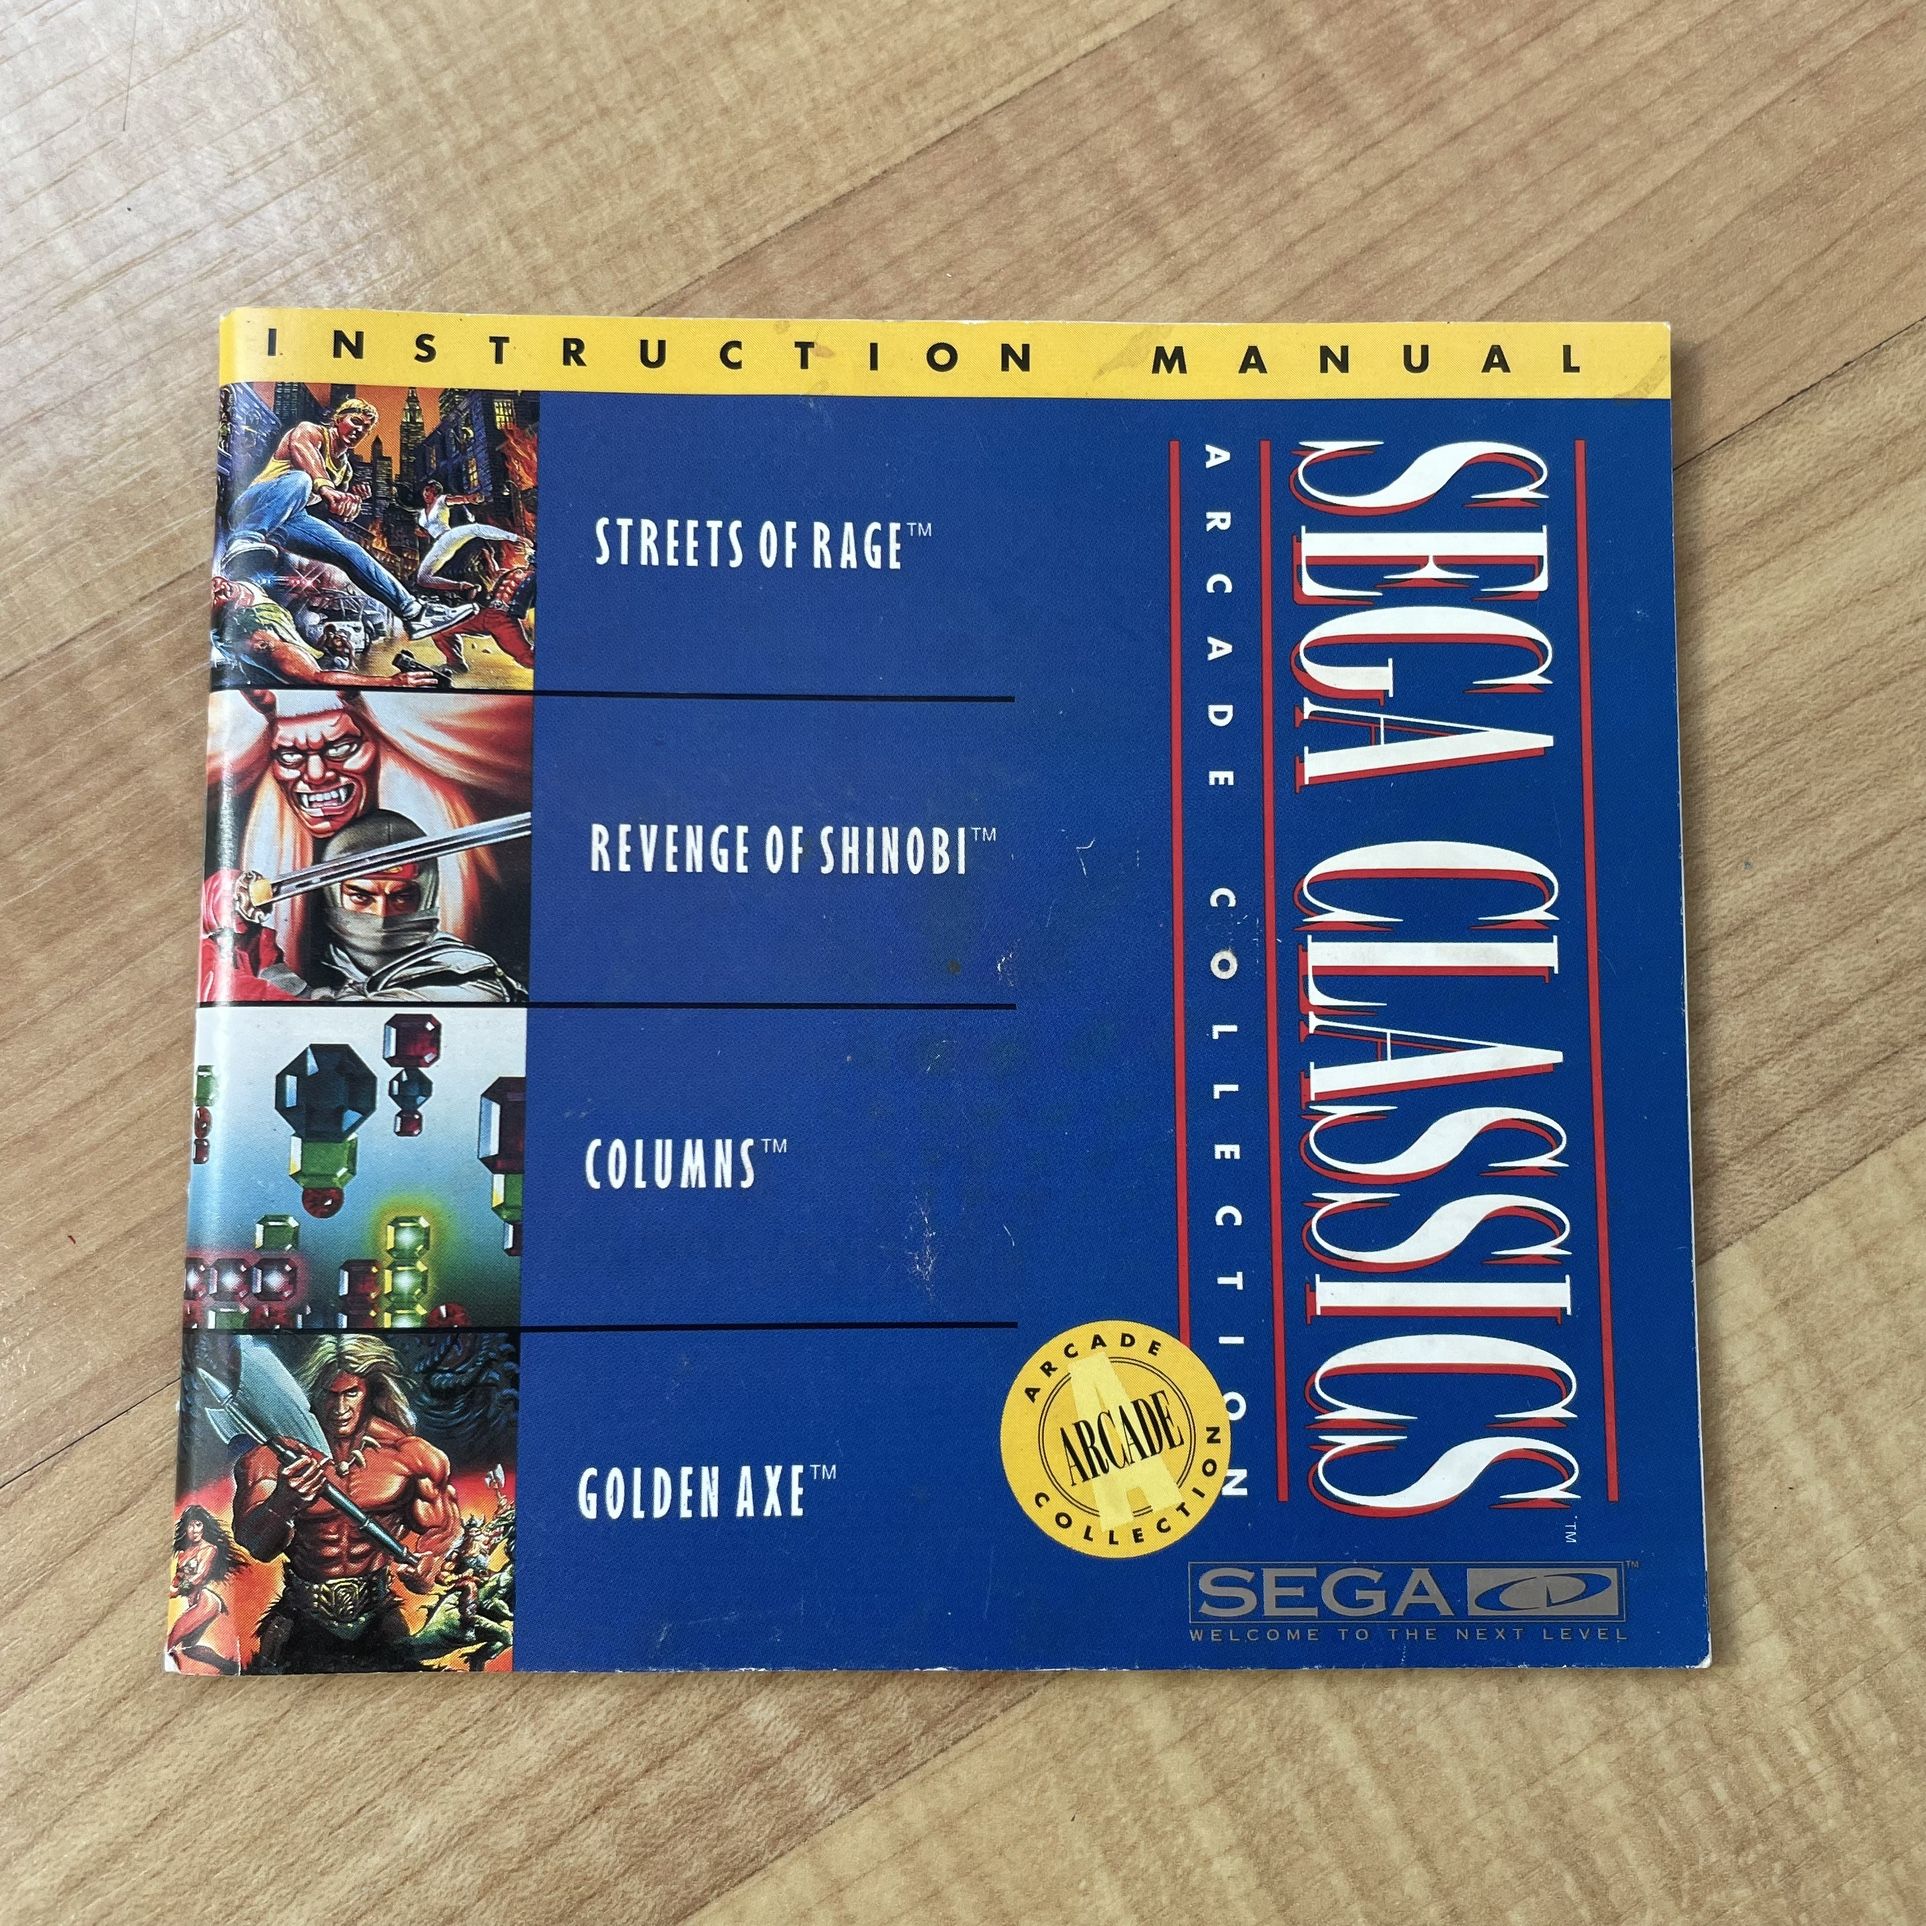 INSTRUCTION MANUAL
STREETS OF RAGE™
REVENGE OF SHINOBI™
COLUMNS™
GOLDEN AXE™
ARCADE COLLECTION
SEGA CLASSICS™
ARCADE
A
ARCADE
COLLECTION
SEGA CD™
WELCOME TO THE NEXT LEVEL